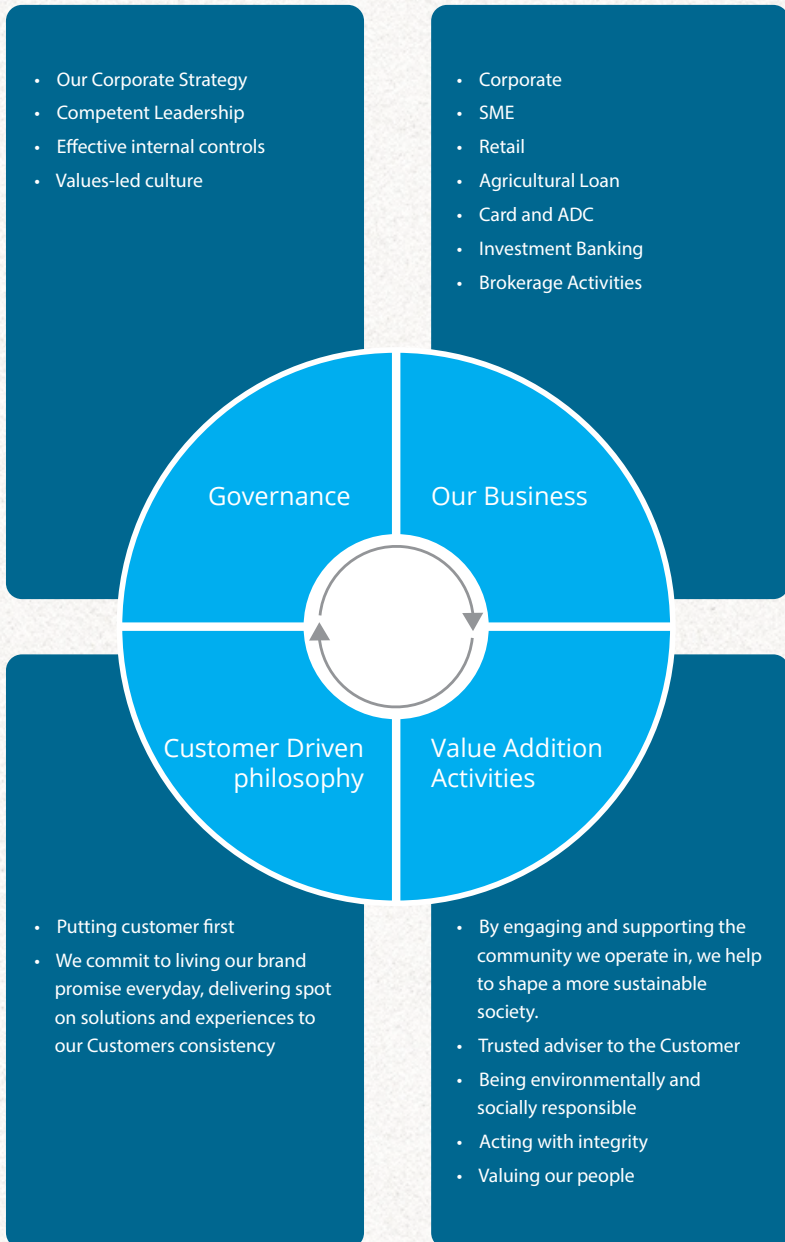 • Our Corporate Strategy
• Competent Leadership
• Effective internal controls
• Values-led culture
• Corporate
• SME
• Retail
• Agricultural Loan
• Card and ADC
• Investment Banking
• Brokerage Activities
Governance
Our Business
Customer Driven
philosophy
Value Addition
Activities
• Putting customer first
• We commit to living our brand
promise everyday, delivering spot
on solutions and experiences to
our Customers consistency
• By engaging and supporting the
community we operate in, we help
to shape a more sustainable
society.
• Trusted adviser to the Customer
• Being environmentally and
socially responsible
• Acting with integrity
• Valuing our people